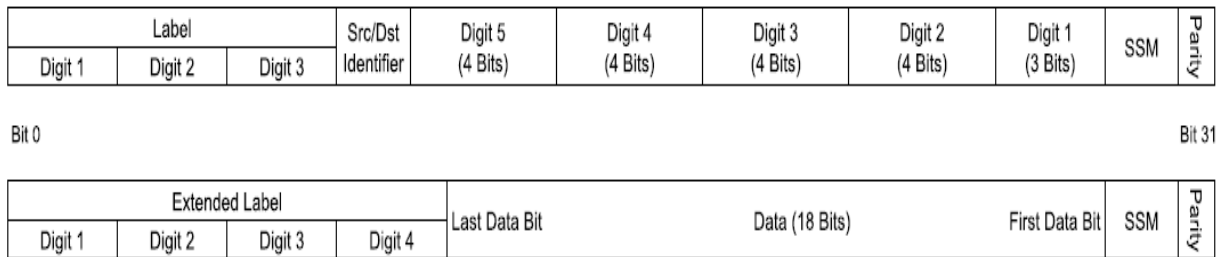 Label Src/Dst Identifier Digit 5 (4 Bits) Digit 4 (4 Bits) Digit 3 (4 Bits) Digit 2 (4 Bits) Digit 1 (3 Bits) SSM Parity
Digit 1 Digit 2 Digit 3
Bit 0 Bit 31
Extended Label Last Data Bit Data (18 Bits) First Data Bit SSM Parity
Digit 1 Digit 2 Digit 3 Digit 4